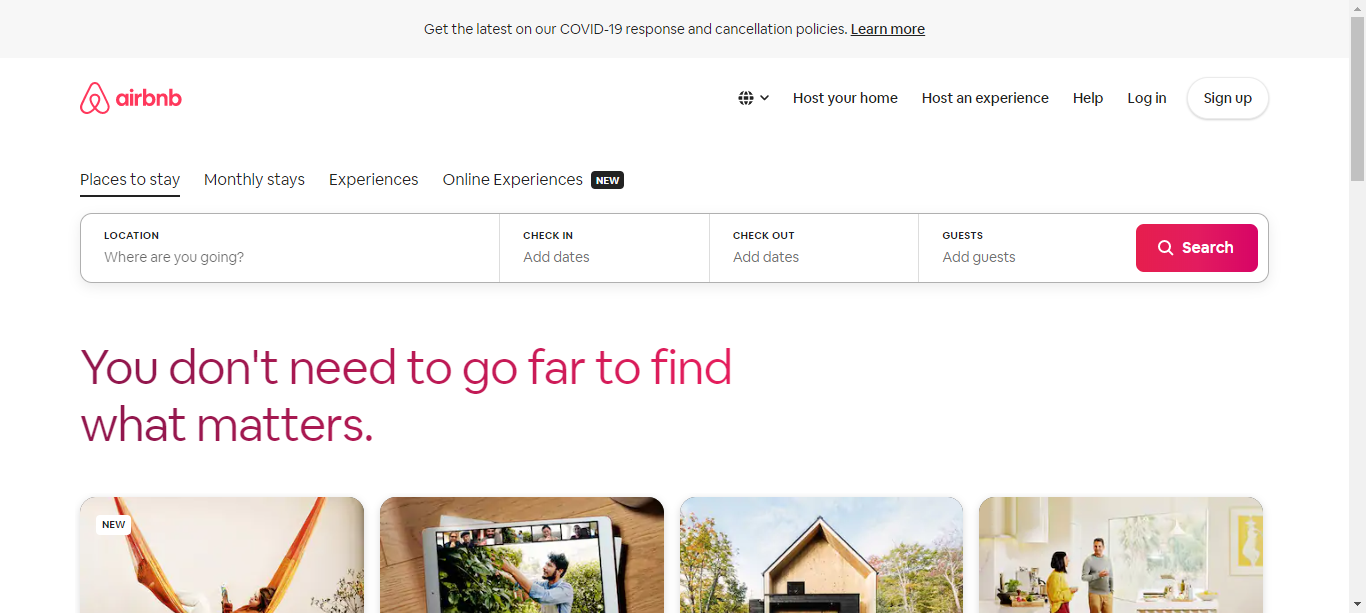 Get the latest on our COVID-19 response and cancellation policies. Learn more
airbnb
Host your home
Host an experience
Help
Log in
Sign up
Places to stay
Monthly stays
Experiences
Online Experiences
NEW
LOCATION
Where are you going?
CHECK IN
Add dates
CHECK OUT
Add dates
GUESTS
Add guests
Search
You don't need to go far to find
what matters.
NEW